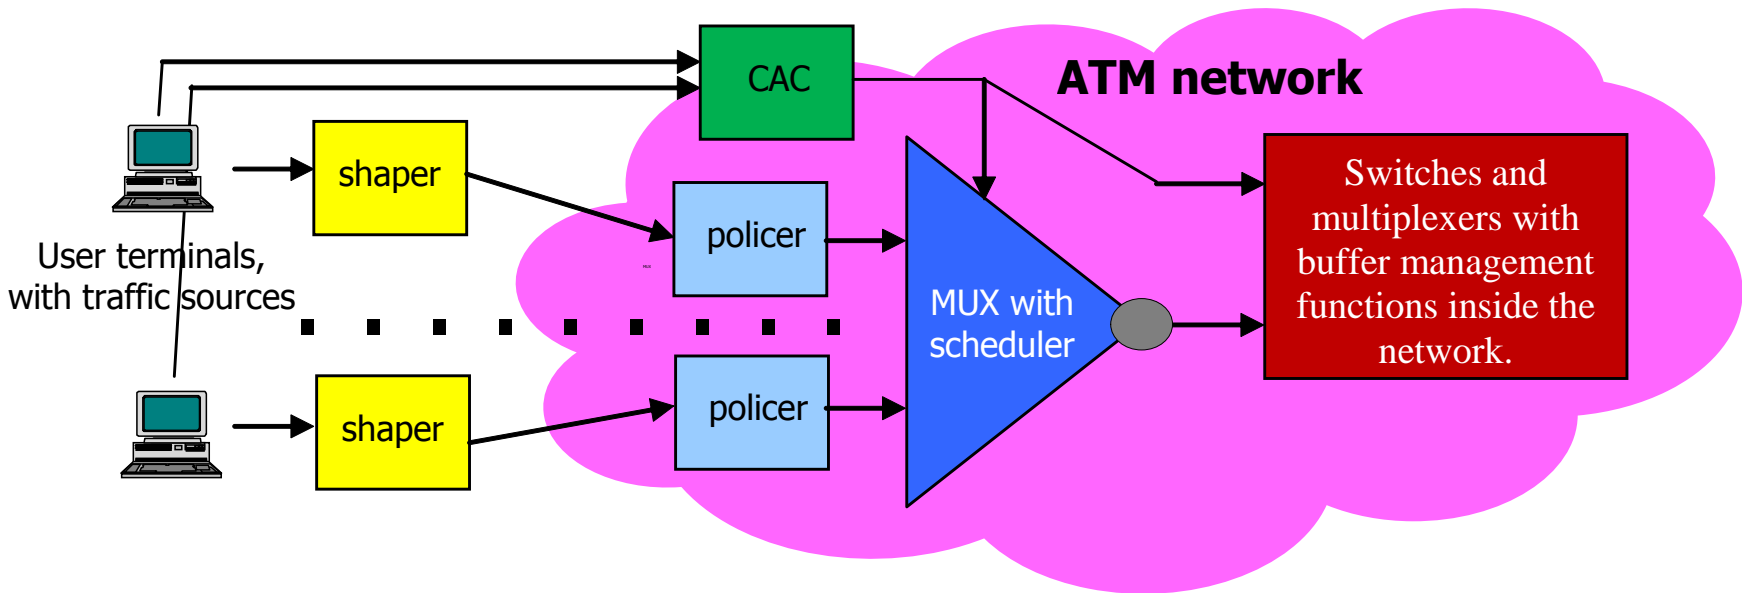 CAC
ATM network
shaper
policer
User terminals,
with traffic sources
MUX with
scheduler
Switches and
multiplexers with
buffer management
functions inside the
network.
shaper
policer